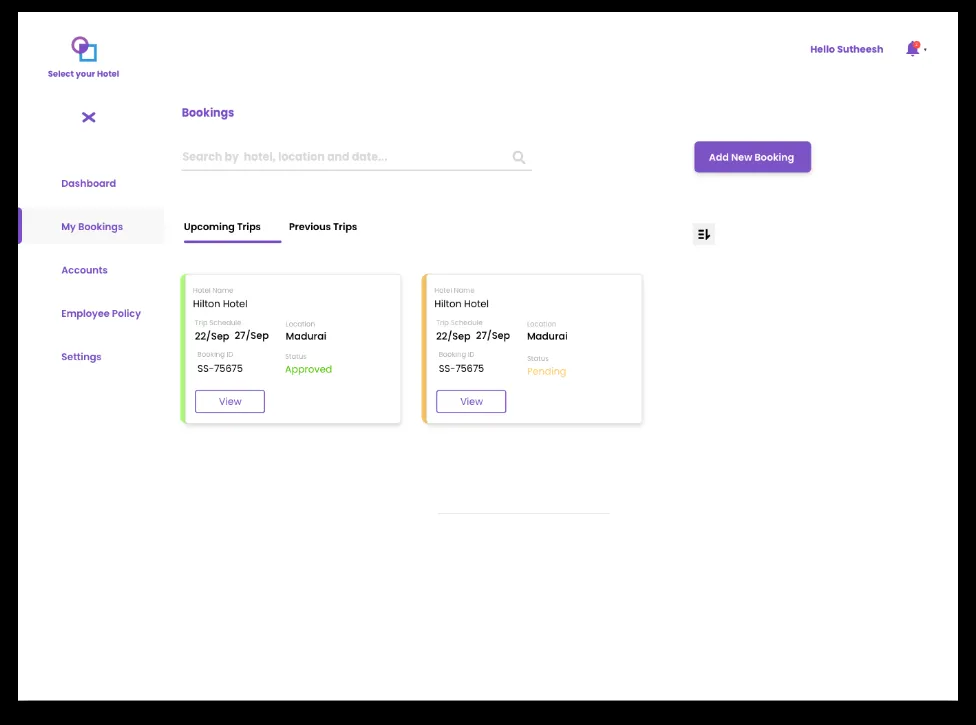 Hello Sutheesh
Select your Hotel
Bookings
Search by hotel, location and date...
Add New Booking
Dashboard
My Bookings
Accounts
Employee Policy
Settings
Upcoming Trips Previous Trips
Hotel Name
Hilton Hotel
Trip Schedule Location
22/Sep 27/Sep Madurai
Booking ID Status
SS-75675 Approved
View
Hotel Name
Hilton Hotel
Trip Schedule Location
22/Sep 27/Sep Madurai
Booking ID Status
SS-75675 Pending
View